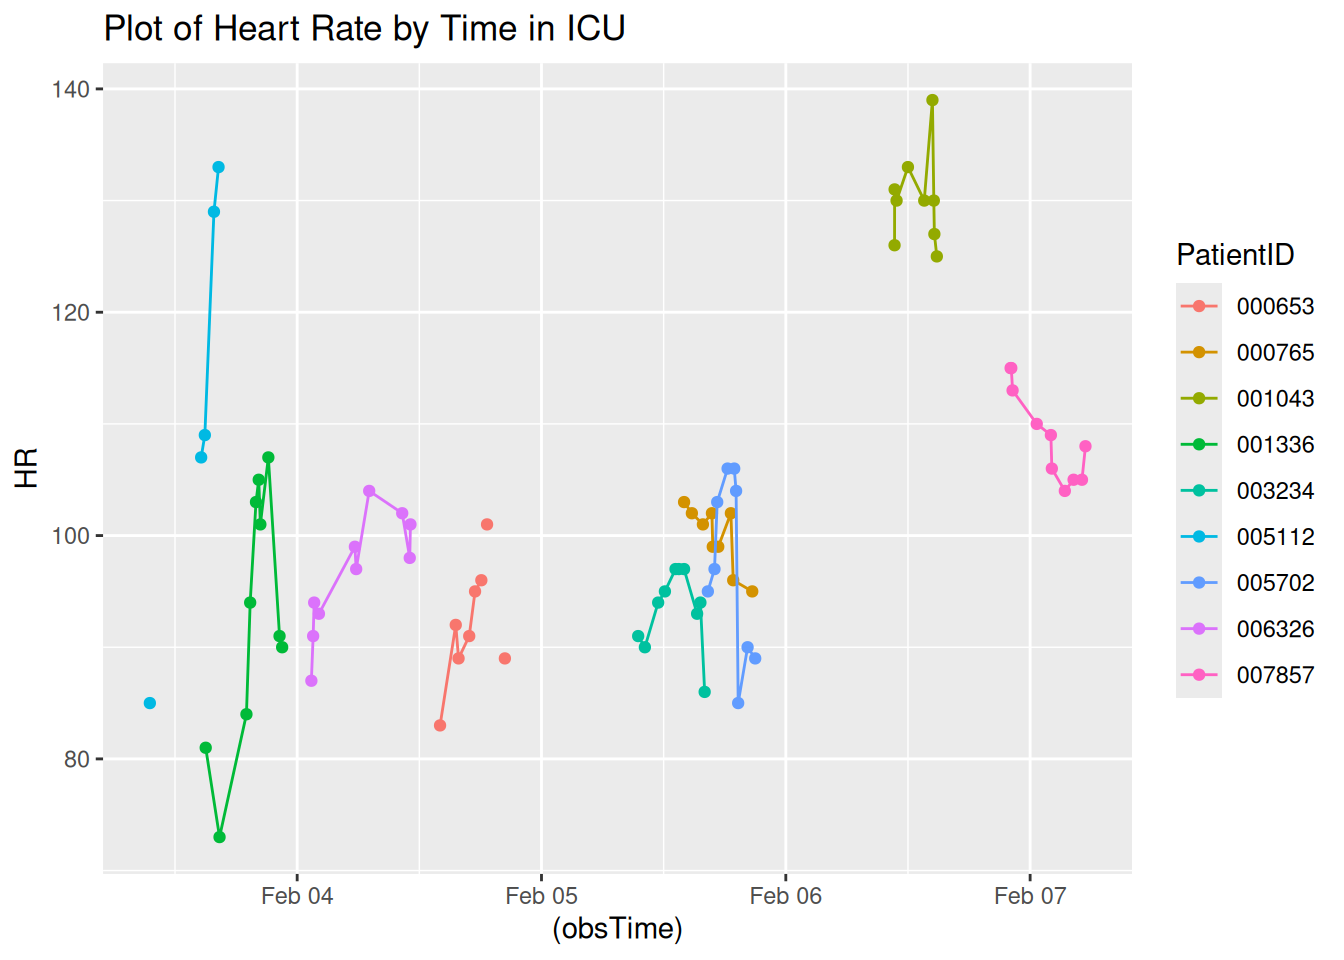 Plot of Heart Rate by Time in ICU
140
120
100
80
HR
Feb 04
Feb 05
Feb 06
Feb 07
(obsTime)
PatientID
000653
000765
001043
001336
003234
005112
005702
006326
007857